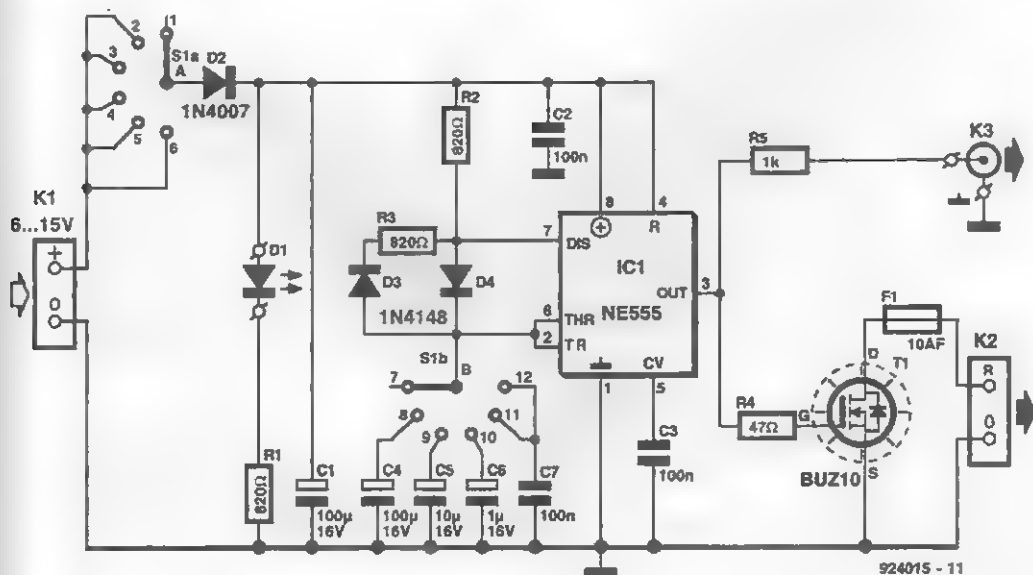 1
2
S1a
A
3
4
5
6
D2
1N4007
K1
6...15V
+
0
D1
R1
820Ω
C1
100μ
16V
R2
820Ω
C2
100n
R3
820Ω
D3
D4
1N4148
S1b
B
7
8
9
10
11
12
C4
100μ
16V
C5
10μ
16V
C6
1μ
16V
C7
100n
8
4
R
7
DIS
IC1
NE555
OUT
3
6
THR
2
TR
CV
1
5
C3
100n
R5
1k
K3
R4
47Ω
G
D
T1
S
BUZ10
F1
10AF
K2
R
0
924015 - 11